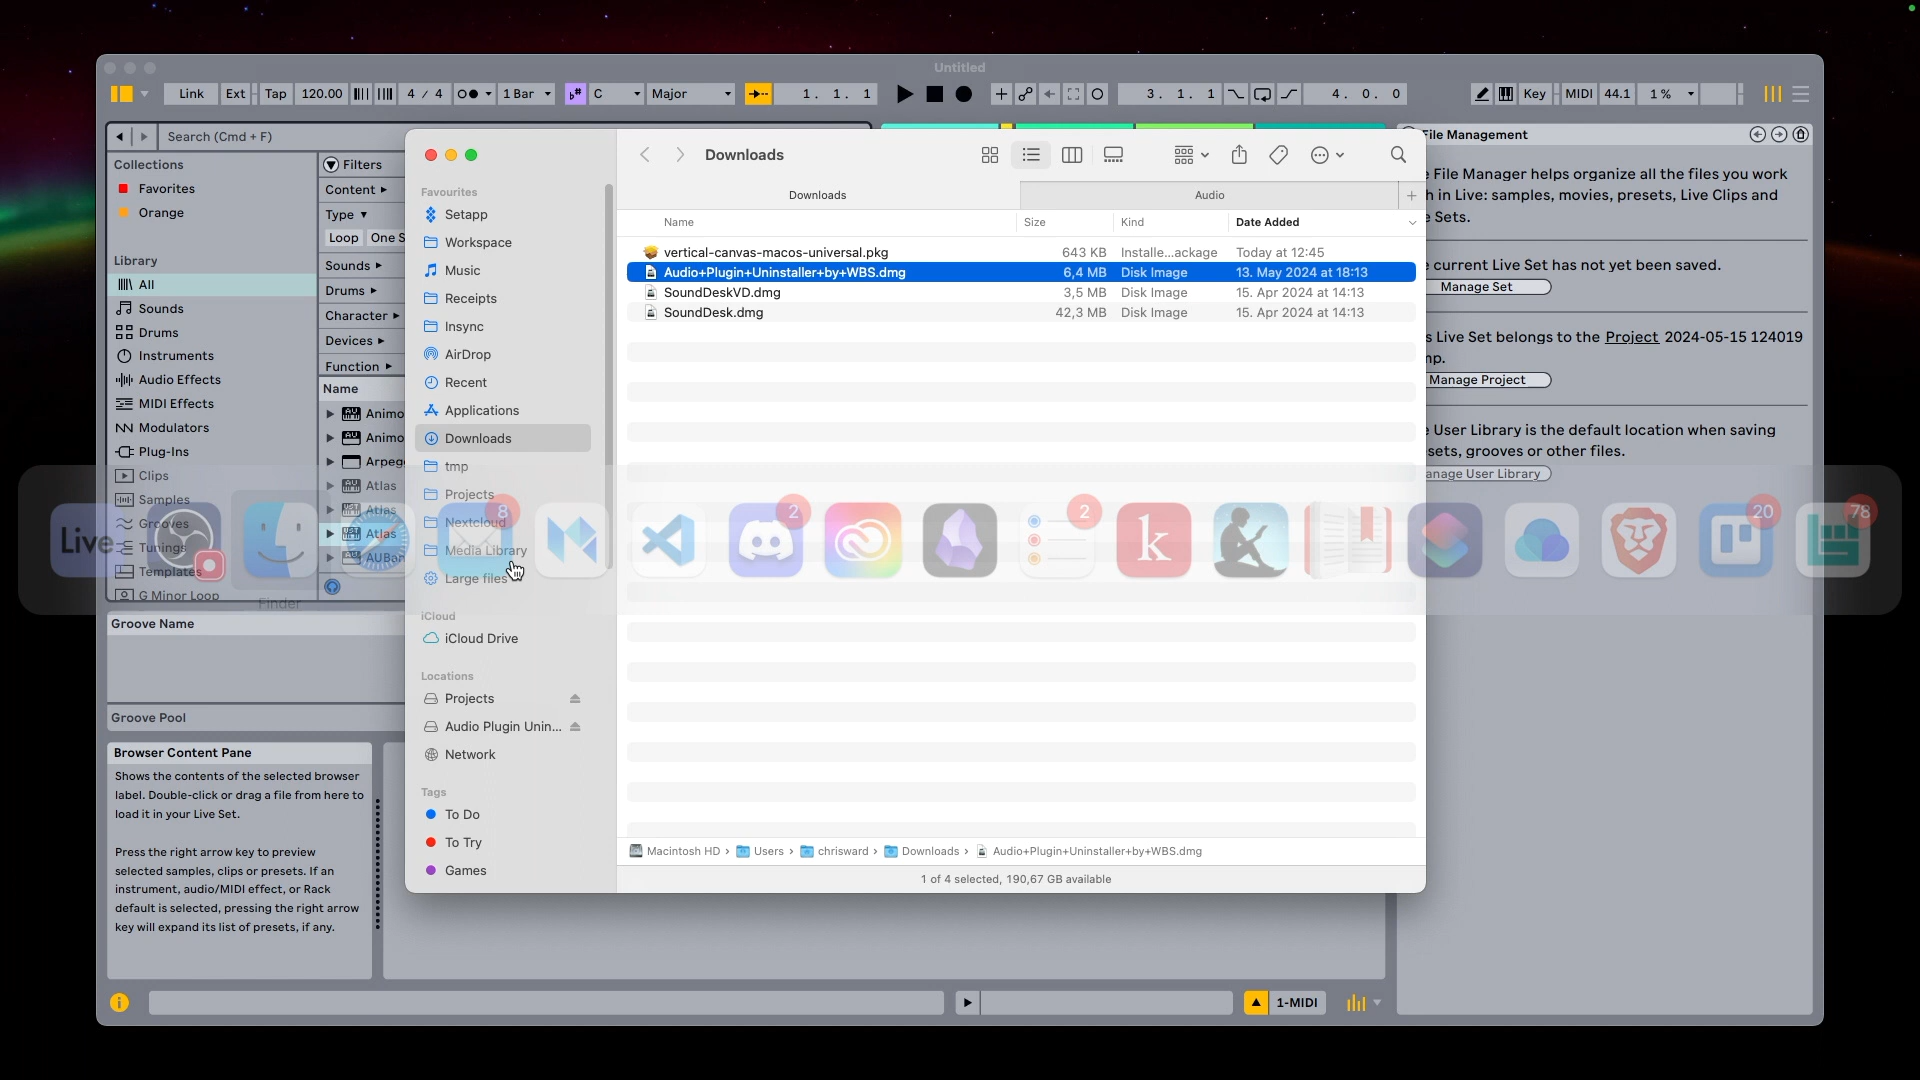 Untitled
Link Ext Tap 120.00 4 / 4 1 Bar C Major 1. 1. 1 3. 1. 1 4. 0. 0 Key MIDI 44.1 1 %
Search (Cmd + F)
Collections
Favorites
Orange
Library
All
Sounds
Drums
Instruments
Audio Effects
MIDI Effects
Modulators
Plug-Ins
Clips
Samples
Grooves
Tunings
Templates
G Minor Loop
Filters
Content
Type
Loop One S
Sounds
Drums
Character
Devices
Function
Name
Animo
Animo
Arpeg
Atlas
Atlas
Atlas
AUBan
Groove Name
Groove Pool
Browser Content Pane
Shows the contents of the selected browser
label. Double-click or drag a file from here to
load it in your Live Set.
Press the right arrow key to preview
selected samples, clips or presets. If an
instrument, audio/MIDI effect, or Rack
default is selected, pressing the right arrow
key will expand its list of presets, if any.
Favourites
Setapp
Workspace
Music
Receipts
Insync
AirDrop
Recent
Applications
Downloads
tmp
Projects
Nextcloud
Media Library
Large files
iCloud
iCloud Drive
Locations
Projects
Audio Plugin Unin...
Network
Tags
To Do
To Try
Games
Downloads
Downloads Audio
Name Size Kind Date Added
vertical-canvas-macos-universal.pkg 643 KB Installe...ackage Today at 12:45
Audio+Plugin+Uninstaller+by+WBS.dmg 6,4 MB Disk Image 13. May 2024 at 18:13
SoundDeskVD.dmg 3,5 MB Disk Image 15. Apr 2024 at 14:13
SoundDesk.dmg 42,3 MB Disk Image 15. Apr 2024 at 14:13
Macintosh HD › Users › chrisward › Downloads › Audio+Plugin+Uninstaller+by+WBS.dmg
1 of 4 selected, 190,67 GB available
File Management
File Manager helps organize all the files you work
h in Live: samples, movies, presets, Live Clips and
e Sets.
current Live Set has not yet been saved.
Manage Set
s Live Set belongs to the Project 2024-05-15 124019
mp.
Manage Project
User Library is the default location when saving
sets, grooves or other files.
anage User Library
Live
8
2
2
k
20
78
Finder
1-MIDI